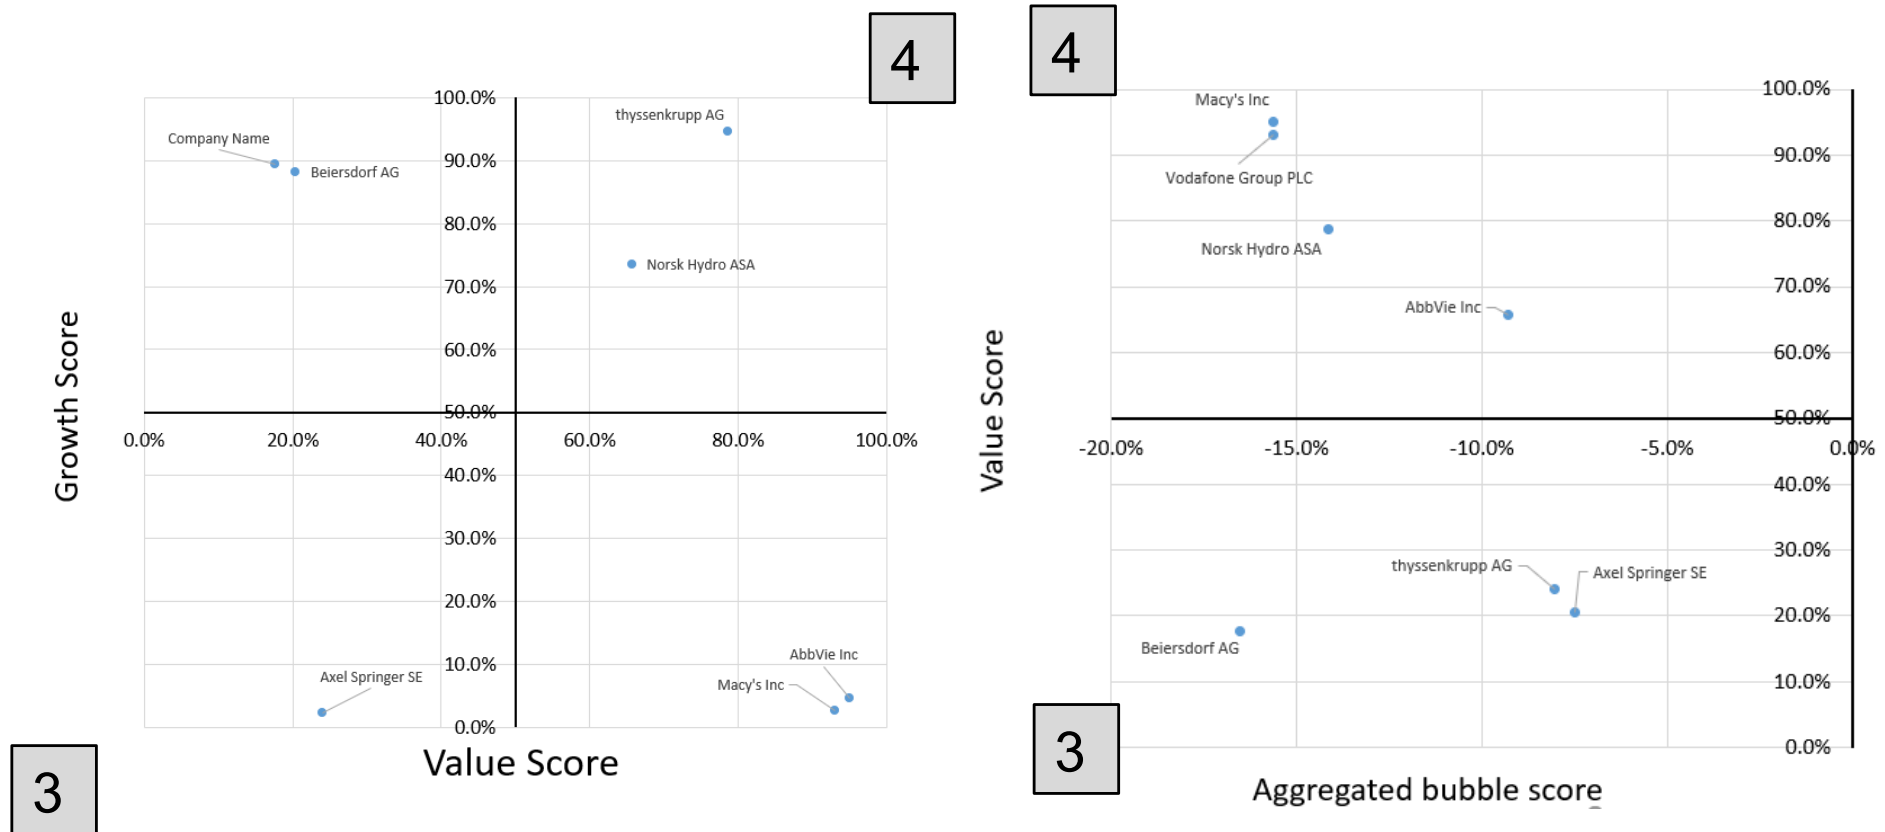 4
100.0%
thyssenkrupp AG
Company Name
90.0%
Beiersdorf AG
80.0%
Norsk Hydro ASA
70.0%
60.0%
50.0%
0.0% 20.0% 40.0% 60.0% 80.0% 100.0%
40.0%
30.0%
20.0%
10.0%
AbbVie Inc
Axel Springer SE
Macy's Inc
0.0%
Growth Score
Value Score
3
4
100.0%
Macy's Inc
90.0%
Vodafone Group PLC
80.0%
Norsk Hydro ASA
70.0%
AbbVie Inc
60.0%
50.0%
-20.0% -15.0% -10.0% -5.0% 0.0%
40.0%
30.0%
thyssenkrupp AG
Axel Springer SE
20.0%
Beiersdorf AG
10.0%
0.0%
Value Score
3
Aggregated bubble score